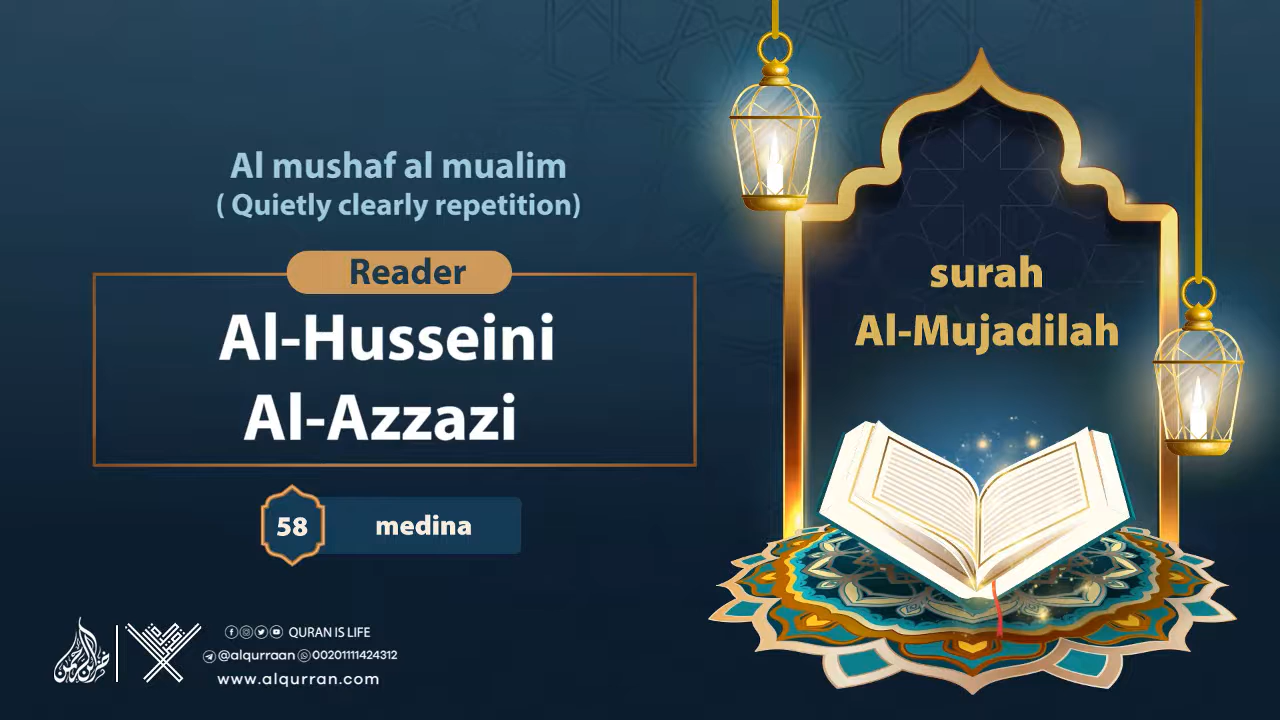 Al mushaf al mualim
( Quietly clearly repetition)
Reader
Al-Husseini
Al-Azzazi
58 medina
surah
Al-Mujadilah
QURAN IS LIFE
@alqurraan 00201111424312
www.alqurran.com